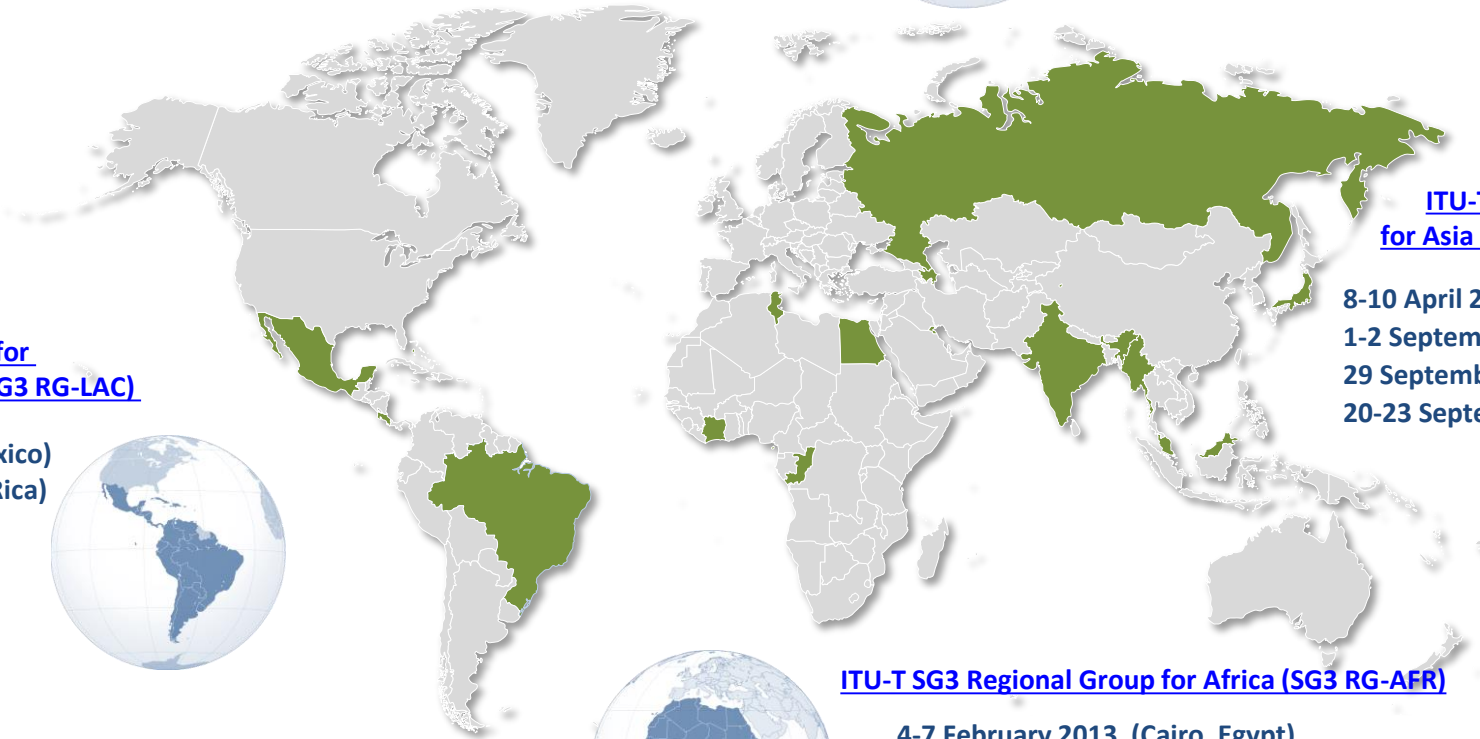 for
G3 RG-LAC)
xico)
Rica)
ITU-T
for Asia
8-10 April 2
1-2 Septem
29 Septemb
20-23 Septe
ITU-T SG3 Regional Group for Africa (SG3 RG-AFR)
4-7 February 2013 (Cairo, Egypt)